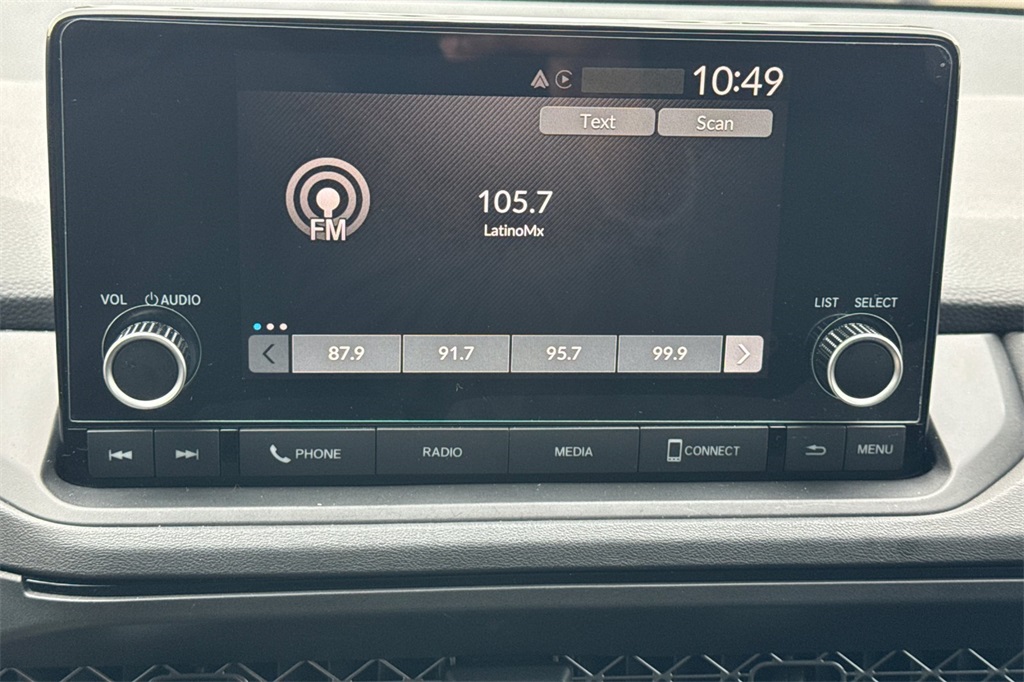 10:49
Text Scan
105.7
LatinoMx
FM
VOL AUDIO
LIST SELECT
87.9 91.7 95.7 99.9
PHONE RADIO MEDIA CONNECT MENU